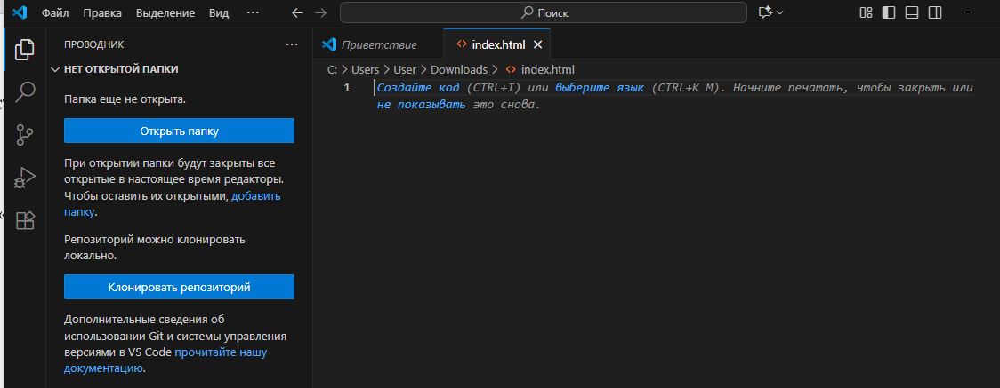 Файл Правка Выделение Вид ··· Поиск
ПРОВОДНИК ···
НЕТ ОТКРЫТОЙ ПАПКИ
Папка еще не открыта.
Открыть папку
При открытии папки будут закрыты все
открытые в настоящее время редакторы.
Чтобы оставить их открытыми, добавить
папку.
Репозиторий можно клонировать
локально.
Клонировать репозиторий
Дополнительные сведения об
использовании Git и системы управления
версиями в VS Code прочитайте нашу
документацию.
Приветствие <> index.html
C: > Users > User > Downloads > <> index.html
1 Создайте код (CTRL+I) или выберите язык (CTRL+K M). Начните печатать, чтобы закрыть или
не показывать это снова.